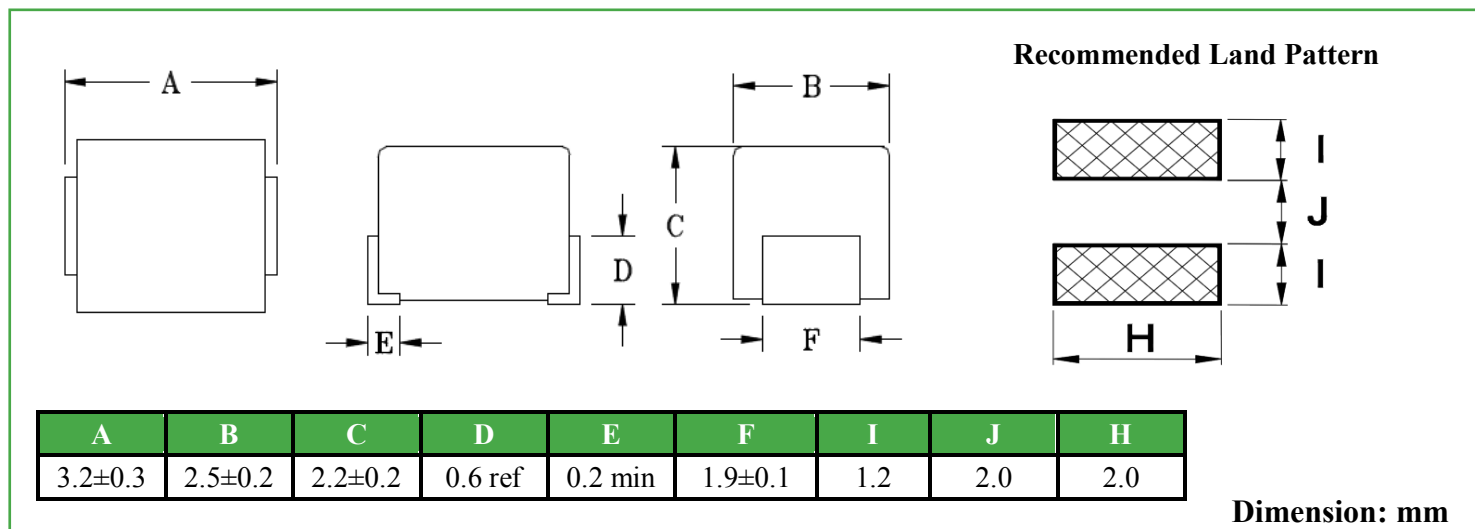 Recommended Land Pattern
A
B
I
C
J
D
I
E
F
H
A B C D E F I J H
3.2±0.3 2.5±0.2 2.2±0.2 0.6 ref 0.2 min 1.9±0.1 1.2 2.0 2.0
Dimension: mm